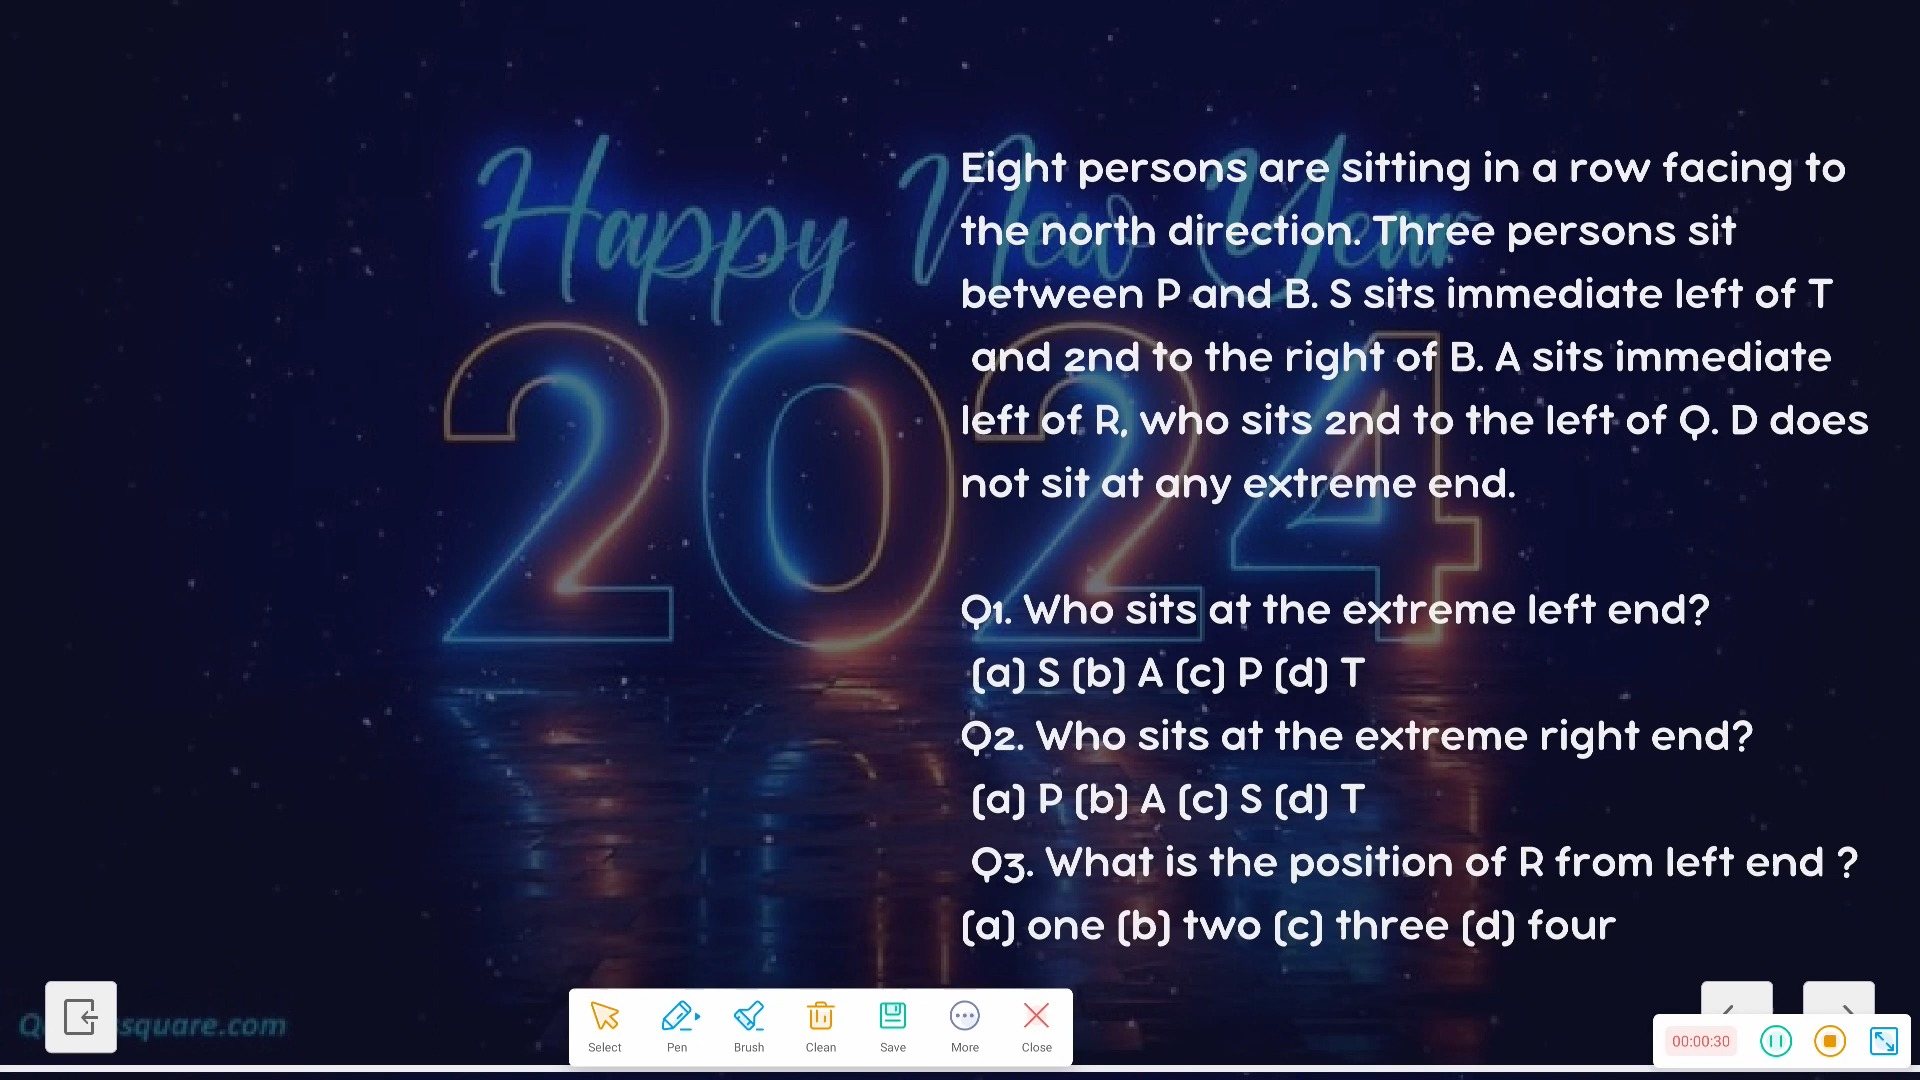 Happy New Year
2024
Eight persons are sitting in a row facing to
the north direction. Three persons sit
between P and B. S sits immediate left of T
and 2nd to the right of B. A sits immediate
left of R, who sits 2nd to the left of Q. D does
not sit at any extreme end.
Q1. Who sits at the extreme left end?
(a) S (b) A (c) P (d) T
Q2. Who sits at the extreme right end?
(a) P (b) A (c) S (d) T
Q3. What is the position of R from left end ?
(a) one (b) two (c) three (d) four
square.com
Select
Pen
Brush
Clean
Save
More
Close
00:00:30